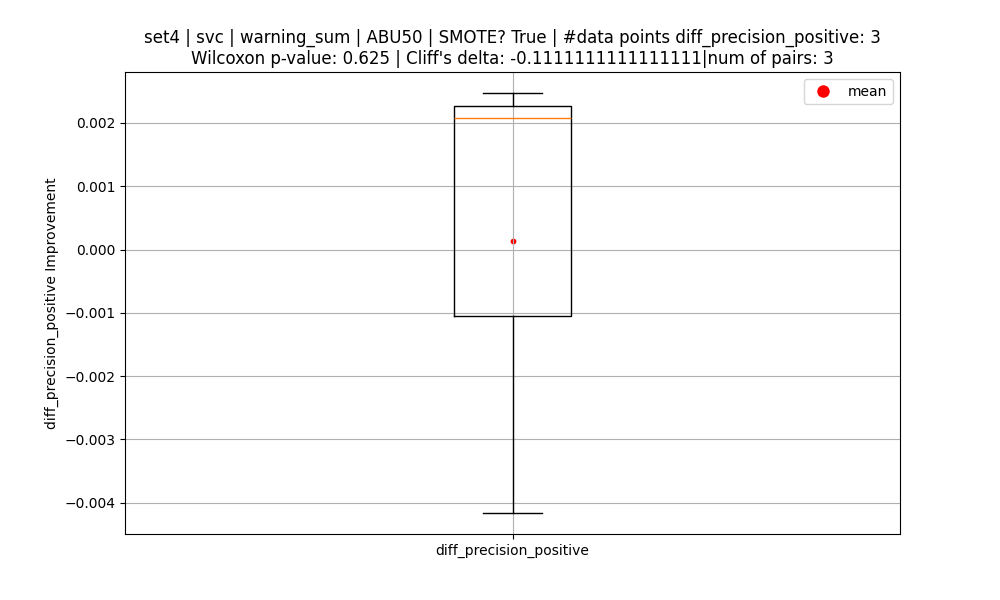 set4 | svc | warning_sum | ABU50 | SMOTE? True | #data points diff_precision_positive: 3
Wilcoxon p-value: 0.625 | Cliff's delta: -0.1111111111111111|num of pairs: 3
mean
0.002
0.001
0.000
−0.001
−0.002
−0.003
−0.004
diff_precision_positive Improvement
diff_precision_positive